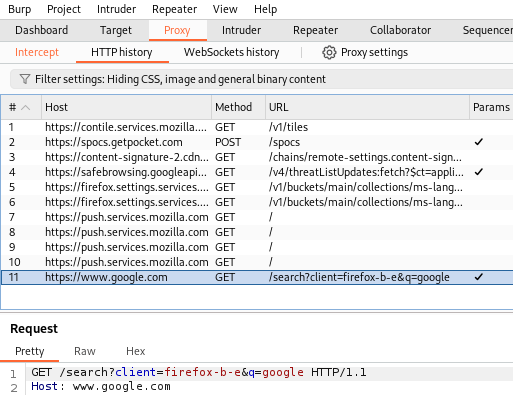 Burp Project Intruder Repeater View Help
Dashboard Target Proxy Intruder Repeater Collaborator Sequencer
Intercept HTTP history WebSockets history Proxy settings
Filter settings: Hiding CSS, image and general binary content
# Host Method URL Params
1 https://contile.services.mozilla.... GET /v1/tiles
2 https://spocs.getpocket.com POST /spocs ✓
3 https://content-signature-2.cdn... GET /chains/remote-settings.content-sign...
4 https://safebrowsing.googleapi... GET /v4/threatListUpdates:fetch?$ct=appli... ✓
5 https://firefox.settings.services... GET /v1/buckets/main/collections/ms-lang...
6 https://firefox.settings.services... GET /v1/buckets/main/collections/ms-lang...
7 https://push.services.mozilla.com GET /
8 https://push.services.mozilla.com GET /
9 https://push.services.mozilla.com GET /
10 https://push.services.mozilla.com GET /
11 https://www.google.com GET /search?client=firefox-b-e&q=google ✓
Request
Pretty Raw Hex
1 GET /search?client=firefox-b-e&q=google HTTP/1.1
2 Host: www.google.com